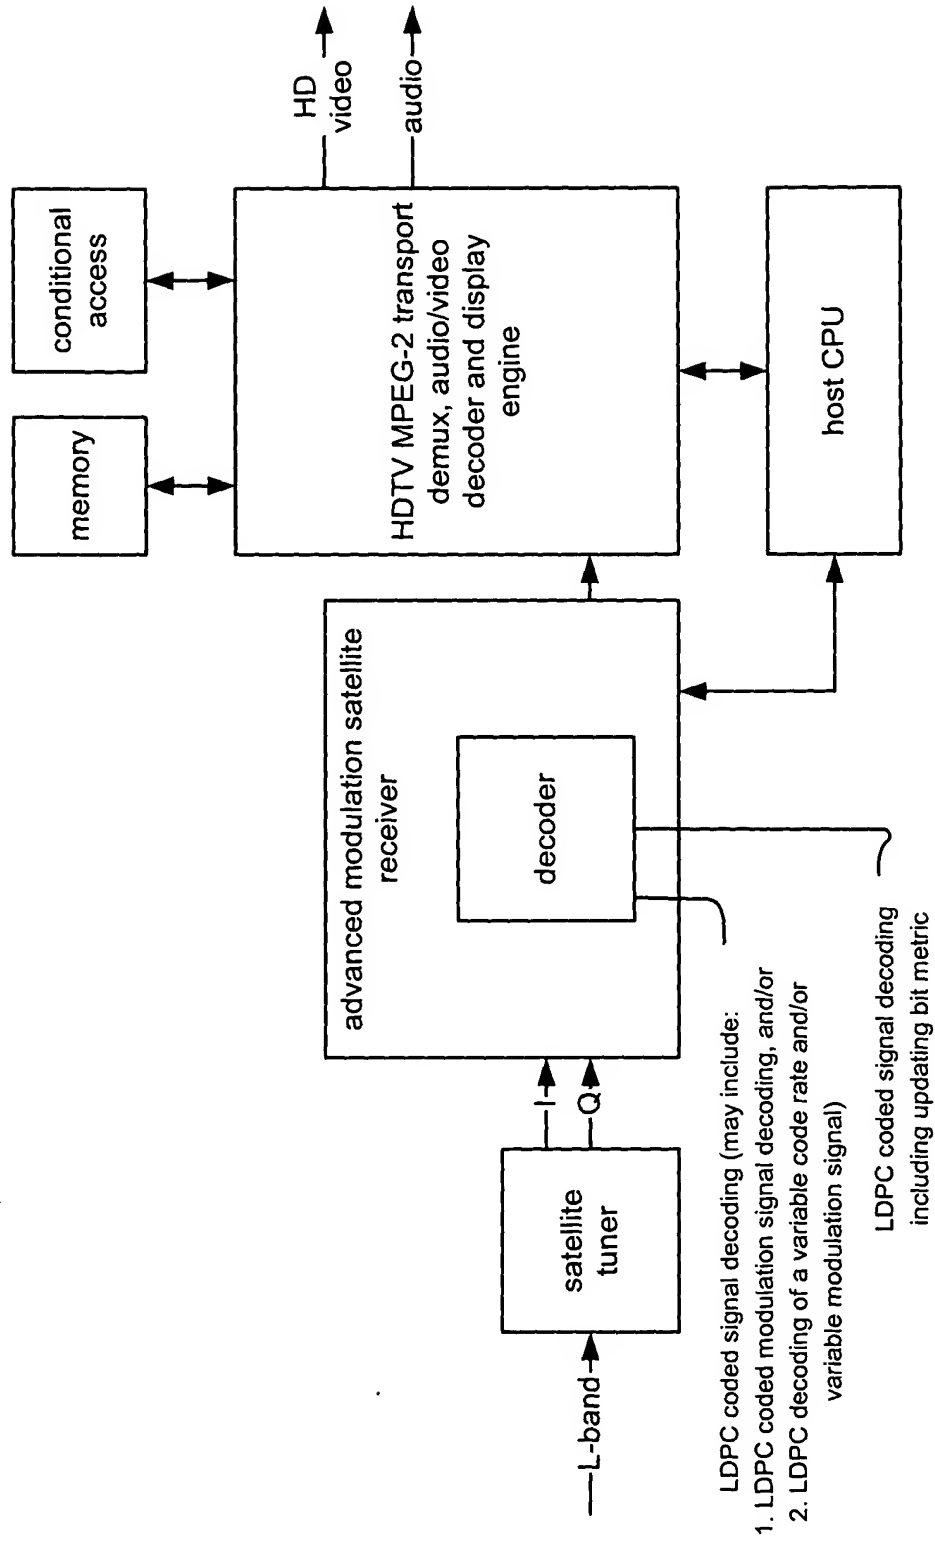 conditional
access
memory
HD
video
audio
HDTV MPEG-2 transport
demux, audio/video
decoder and display
engine
host CPU
advanced modulation satellite
receiver
decoder
I
Q
satellite
tuner
L-band
LDPC coded signal decoding (may include:
1. LDPC coded modulation signal decoding, and/or
2. LDPC decoding of a variable code rate and/or
variable modulation signal)
LDPC coded signal decoding
including updating bit metric